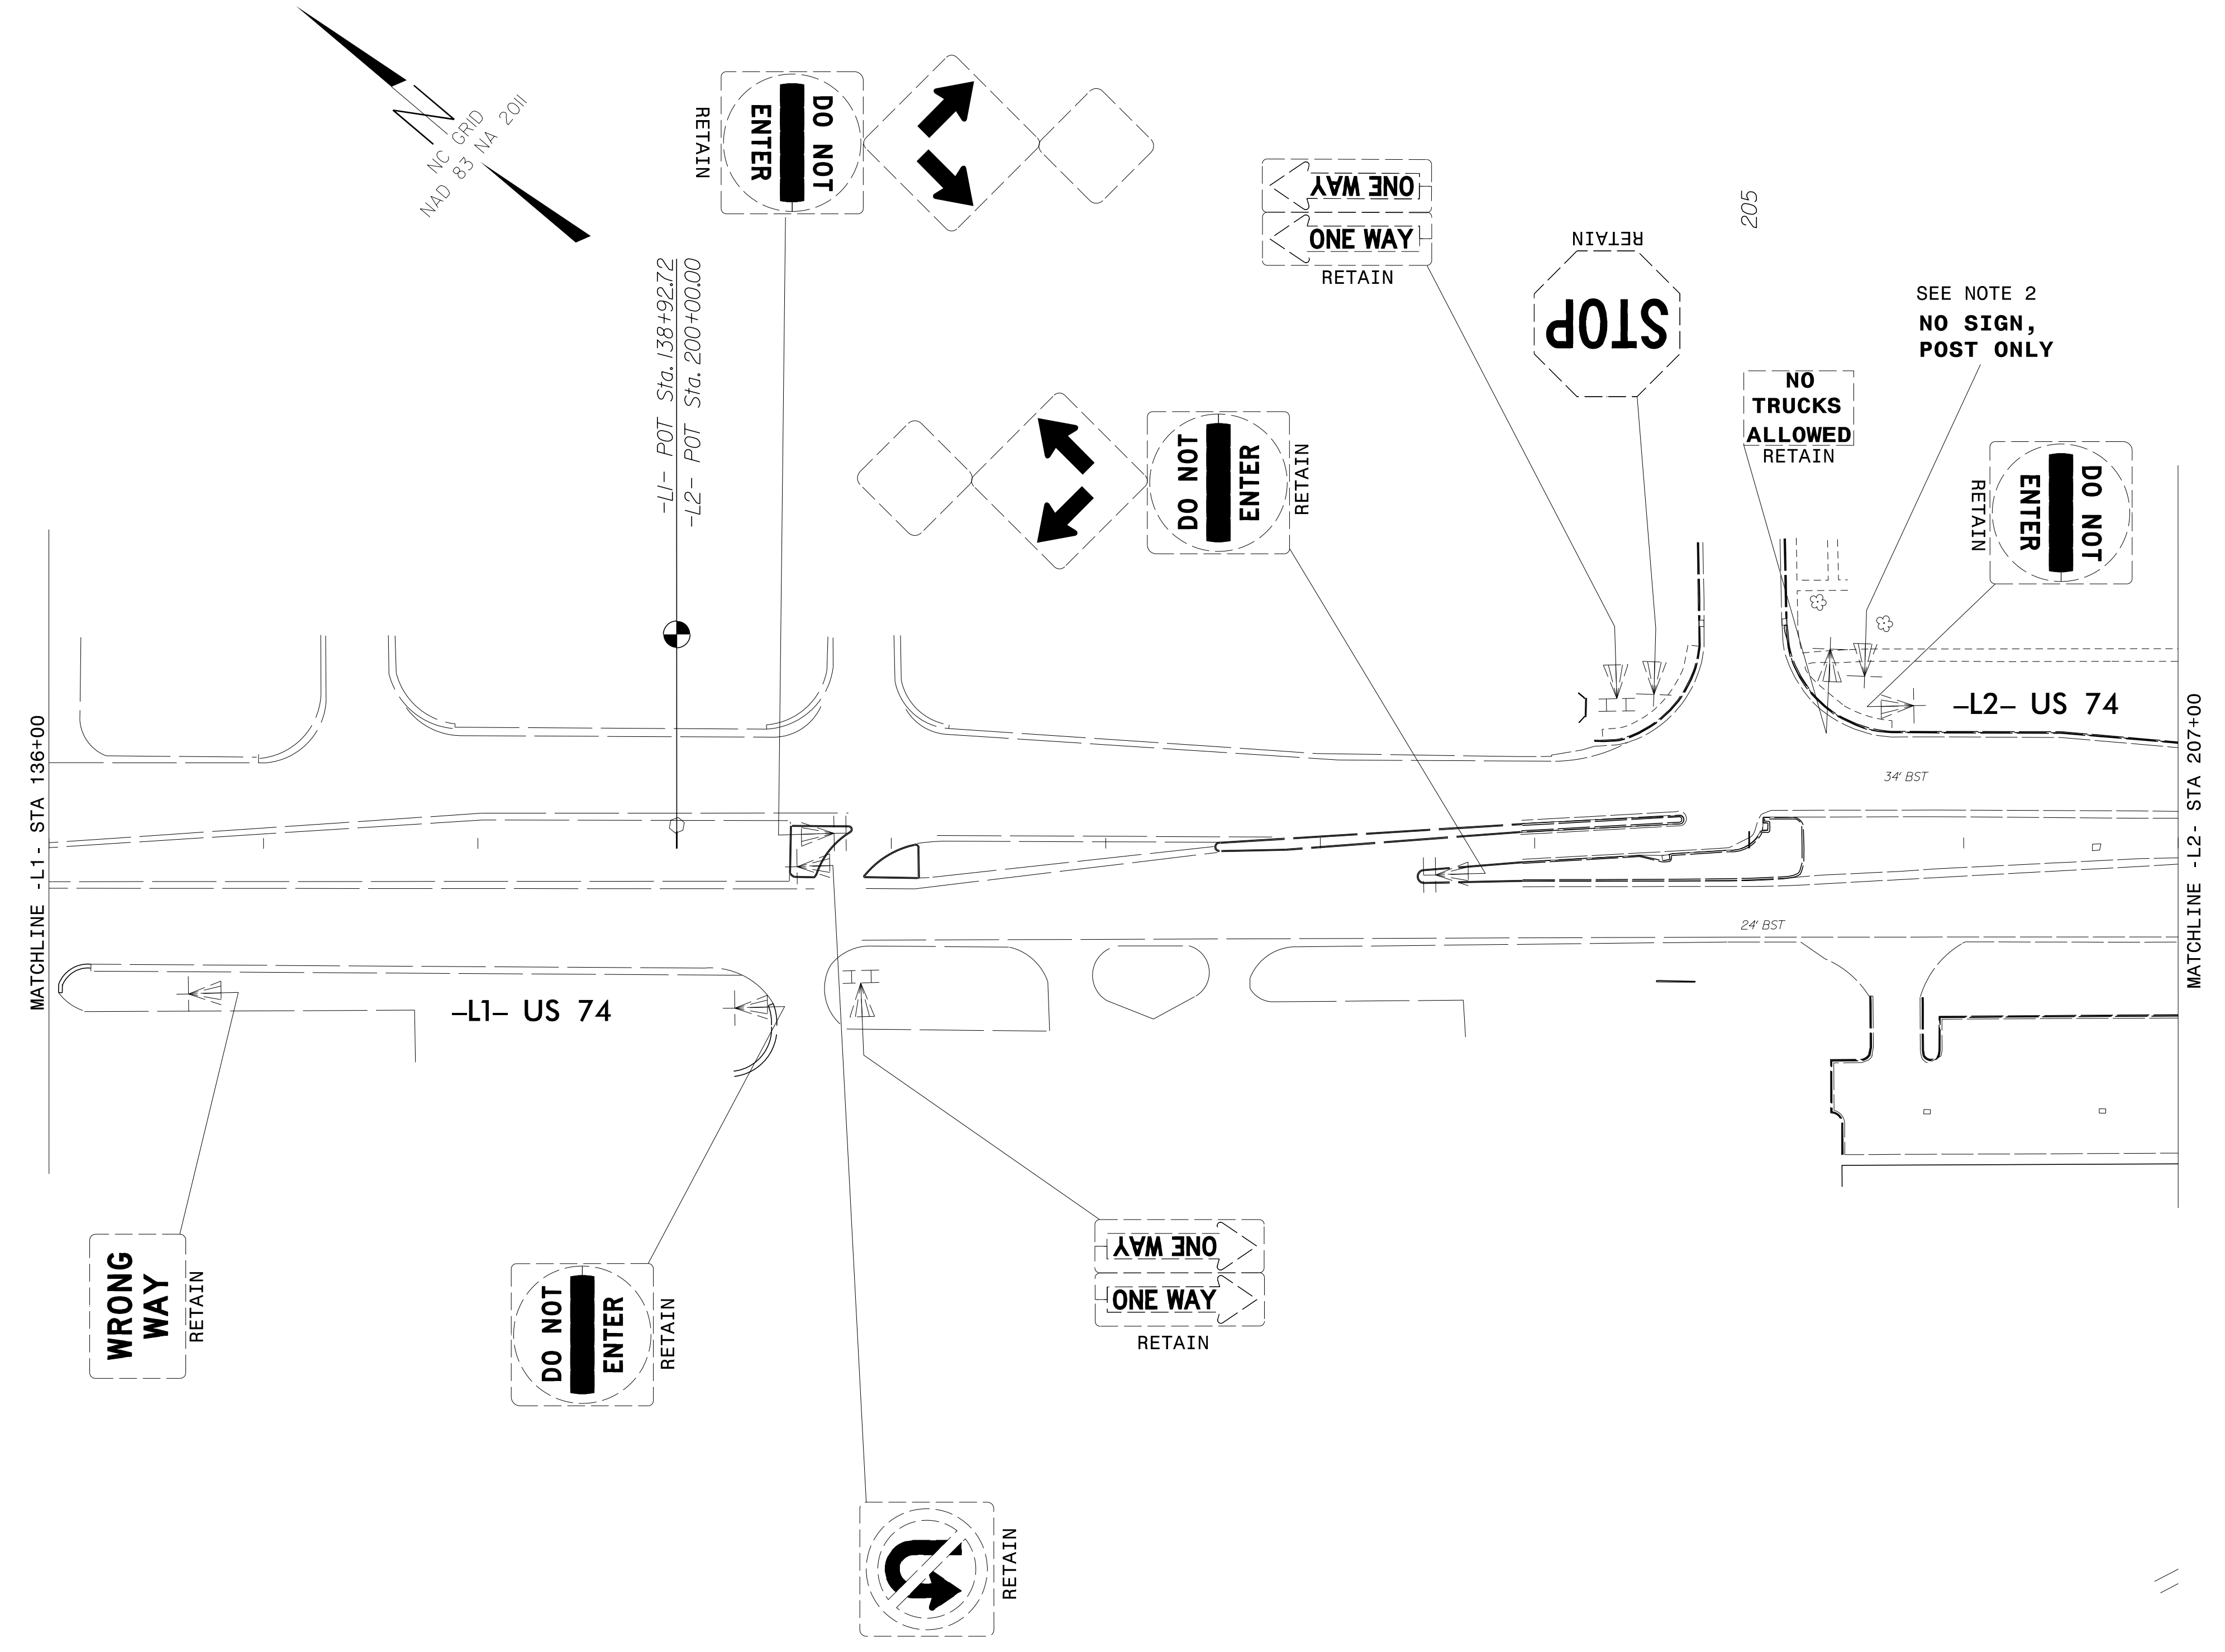 NC GRID
NAD 83 NA 2011
DO NOT
ENTER
RETAIN
ONE WAY
ONE WAY
RETAIN
RETAIN
STOP
205
SEE NOTE 2
NO SIGN,
POST ONLY
-L1- POT Sta. 138+92.72
-L2- POT Sta. 200+00.00
NO
TRUCKS
ALLOWED
RETAIN
DO NOT
ENTER
RETAIN
DO NOT
ENTER
RETAIN
MATCHLINE -L1- STA 136+00
-L2- US 74
MATCHLINE -L2- STA 207+00
34' BST
24' BST
-L1- US 74
WRONG
WAY
RETAIN
DO NOT
ENTER
RETAIN
ONE WAY
ONE WAY
RETAIN
RETAIN